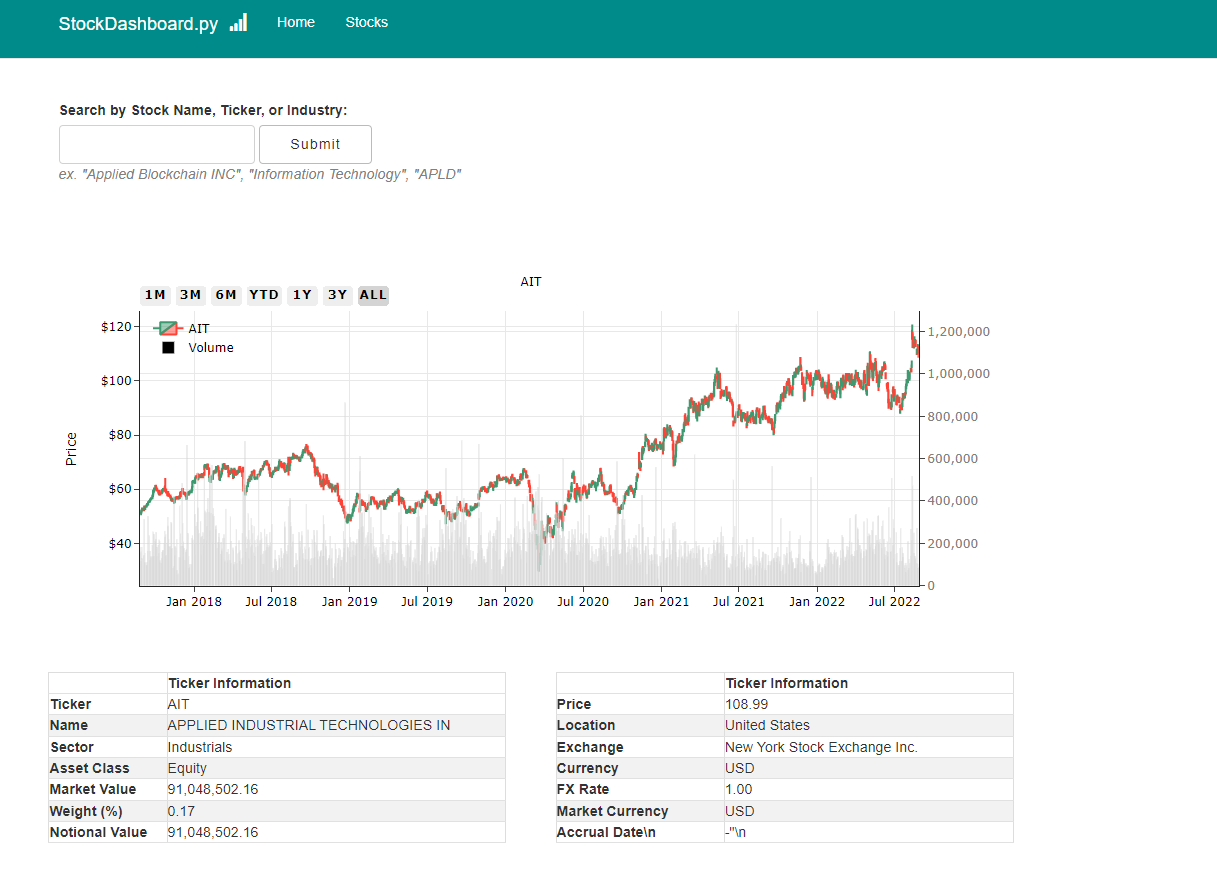 StockDashboard.py Home Stocks
Search by Stock Name, Ticker, or Industry:
Submit
ex. "Applied Blockchain INC", "Information Technology", "APLD"
AIT
1M 3M 6M YTD 1Y 3Y ALL
AIT
Volume
Price
$120
$100
$80
$60
$40
1,200,000
1,000,000
800,000
600,000
400,000
200,000
0
Jan 2018 Jul 2018 Jan 2019 Jul 2019 Jan 2020 Jul 2020 Jan 2021 Jul 2021 Jan 2022 Jul 2022
Ticker Information
Ticker AIT
Name APPLIED INDUSTRIAL TECHNOLOGIES IN
Sector Industrials
Asset Class Equity
Market Value 91,048,502.16
Weight (%) 0.17
Notional Value 91,048,502.16
Ticker Information
Price 108.99
Location United States
Exchange New York Stock Exchange Inc.
Currency USD
FX Rate 1.00
Market Currency USD
Accrual Date\n -"\n